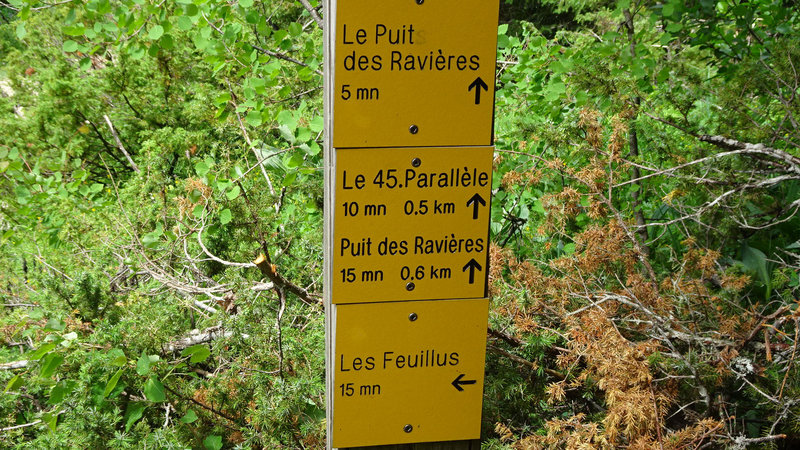 Le Puits
des Ravières
5 mn
Le 45.Parallèle
10 mn 0.5 km
Puit des Ravières
15 mn 0.6 km
Les Feuillus
15 mn